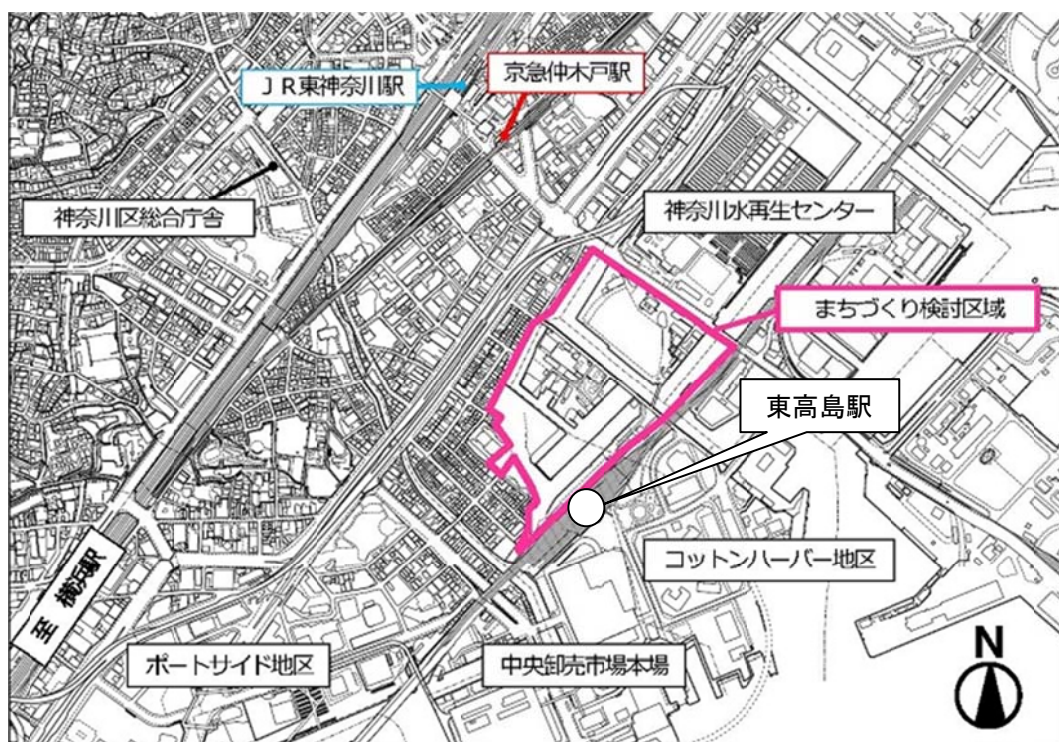 京急仲木戸駅
ＪＲ東神奈川駅
神奈川区総合庁舎
神奈川水再生センター
まちづくり検討区域
東高島駅
コットンハーバー地区
至 横浜駅
ポートサイド地区
中央卸売市場本場
N